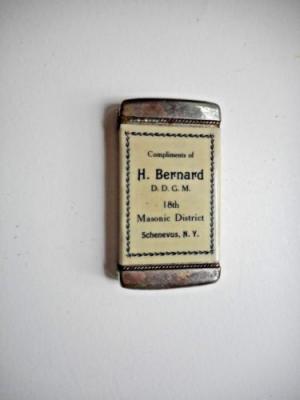 Compliments of
H. Bernard
D. D. G. M.
18th
Masonic District
Schenevus, N. Y.